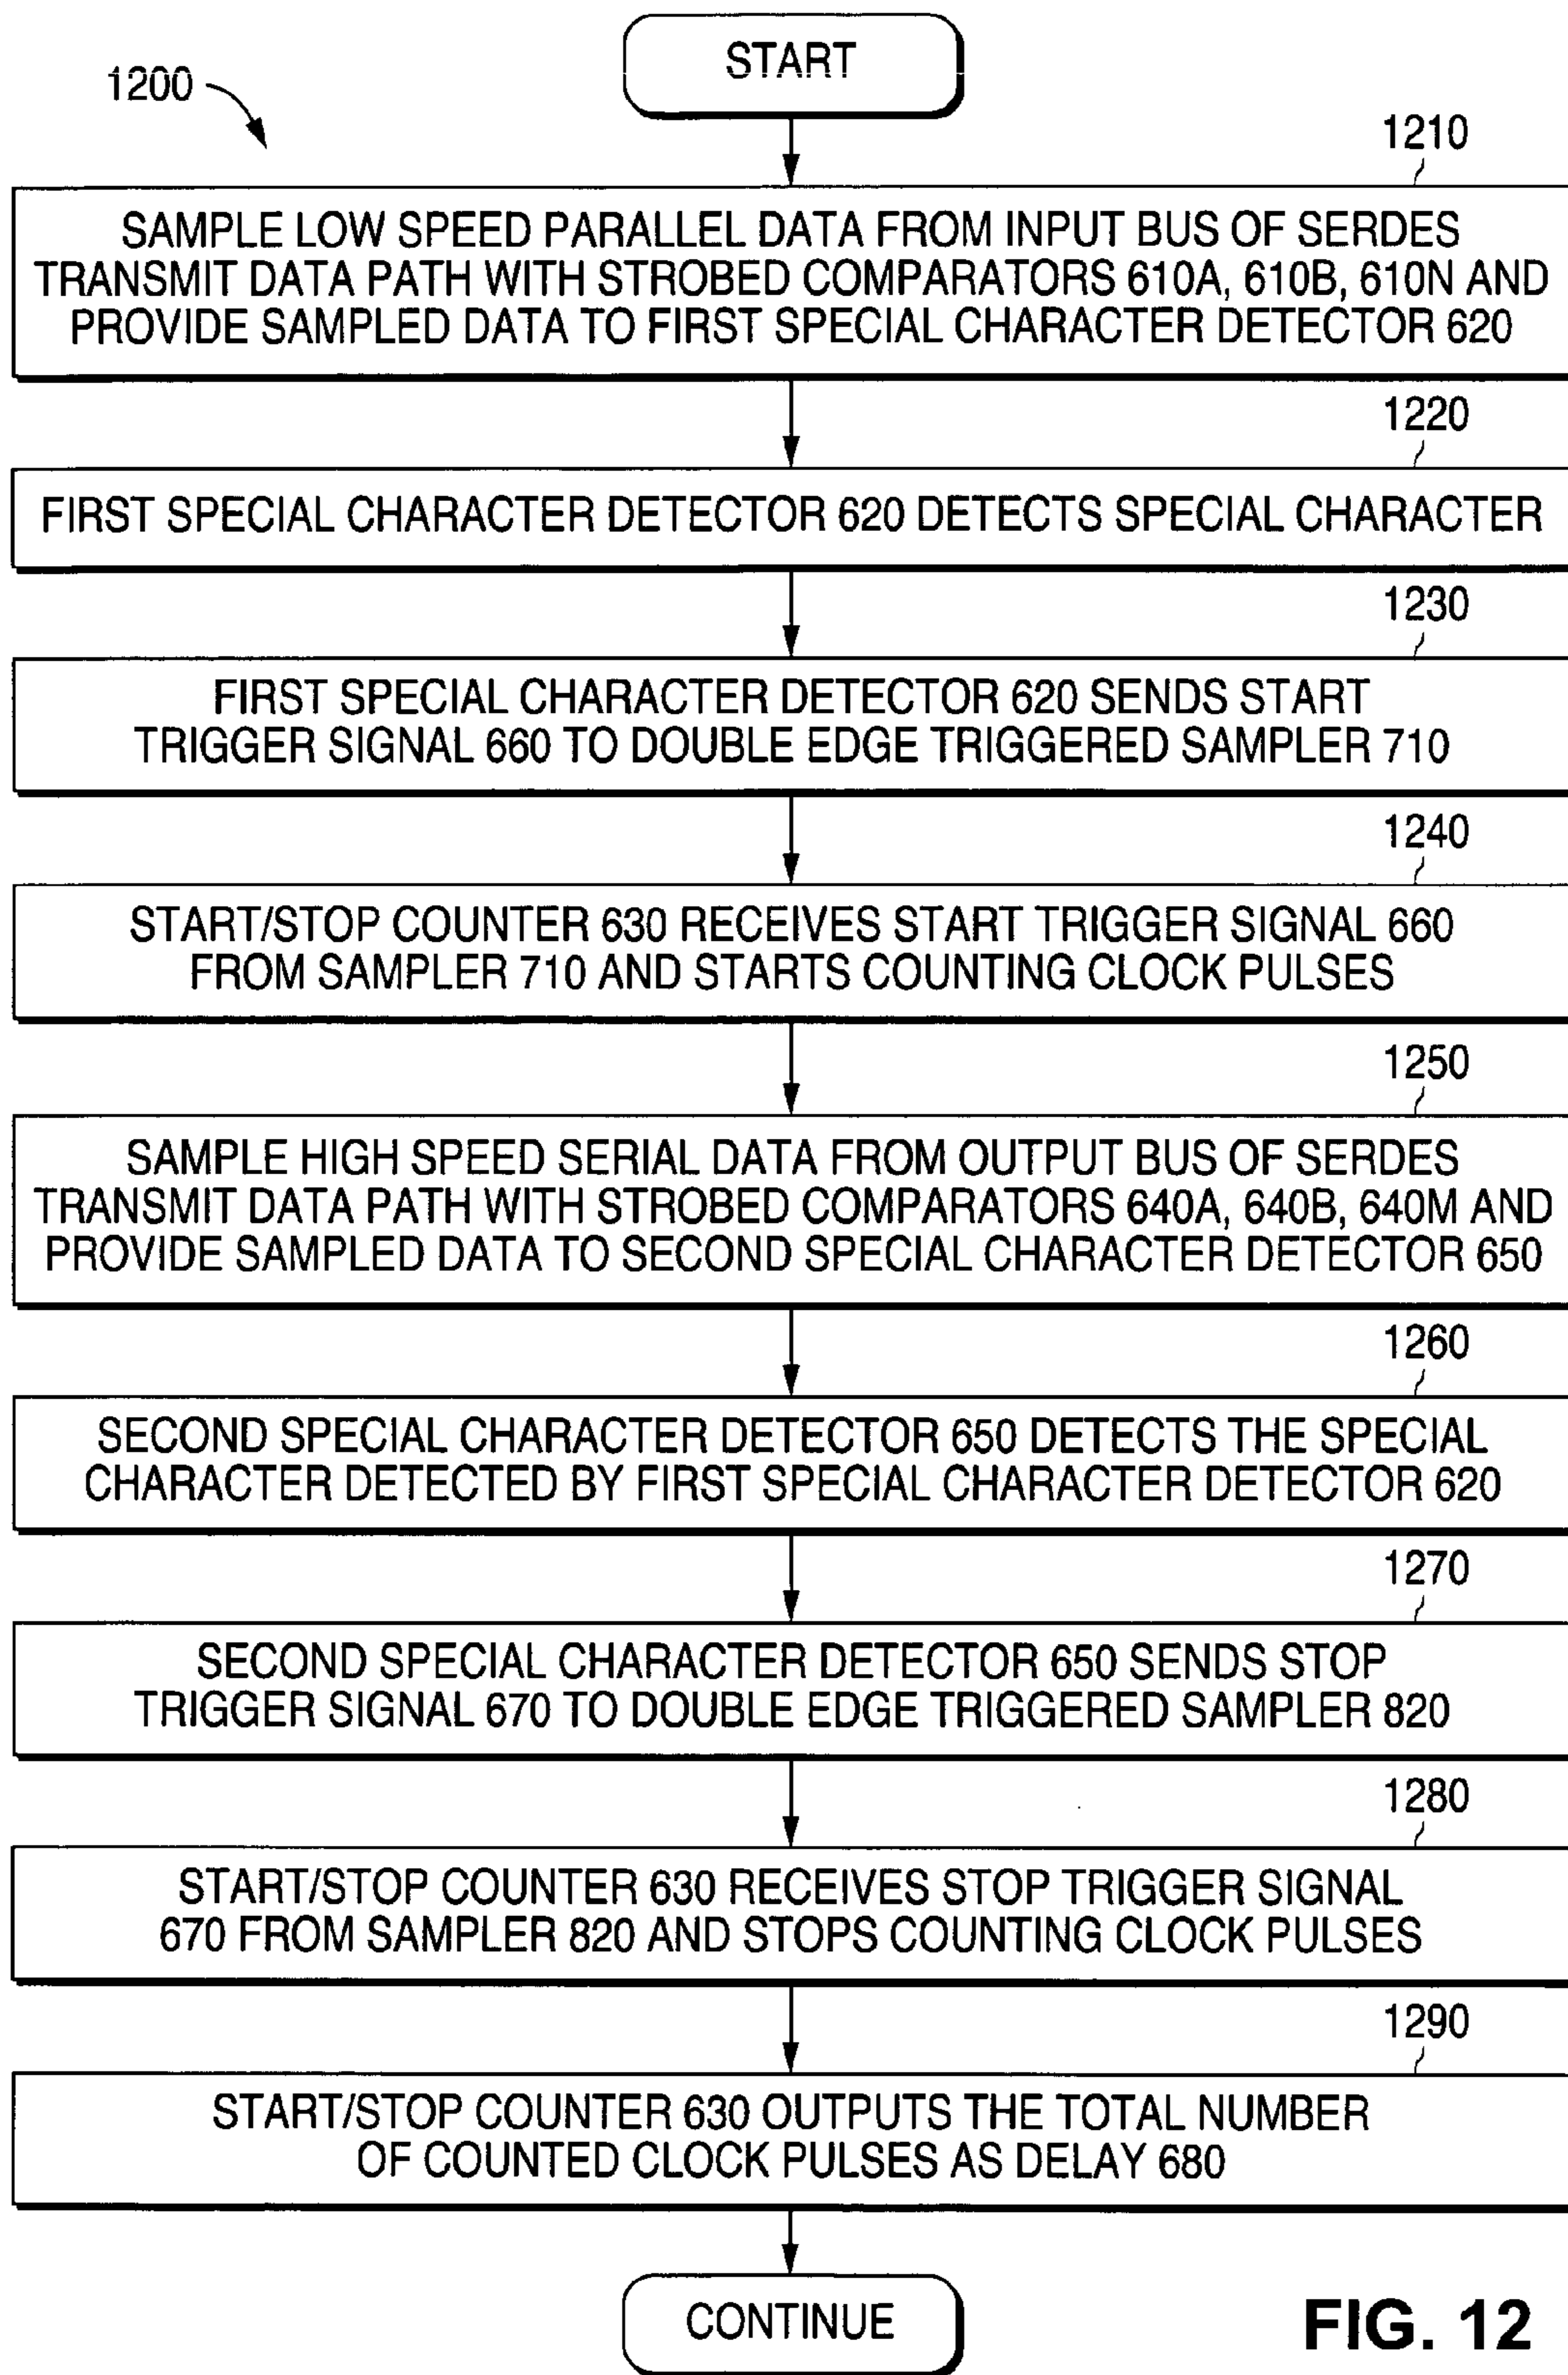 START
1200
1210
SAMPLE LOW SPEED PARALLEL DATA FROM INPUT BUS OF SERDES
TRANSMIT DATA PATH WITH STROBED COMPARATORS 610A, 610B, 610N AND
PROVIDE SAMPLED DATA TO FIRST SPECIAL CHARACTER DETECTOR 620
1220
FIRST SPECIAL CHARACTER DETECTOR 620 DETECTS SPECIAL CHARACTER
1230
FIRST SPECIAL CHARACTER DETECTOR 620 SENDS START
TRIGGER SIGNAL 660 TO DOUBLE EDGE TRIGGERED SAMPLER 710
1240
START/STOP COUNTER 630 RECEIVES START TRIGGER SIGNAL 660
FROM SAMPLER 710 AND STARTS COUNTING CLOCK PULSES
1250
SAMPLE HIGH SPEED SERIAL DATA FROM OUTPUT BUS OF SERDES
TRANSMIT DATA PATH WITH STROBED COMPARATORS 640A, 640B, 640M AND
PROVIDE SAMPLED DATA TO SECOND SPECIAL CHARACTER DETECTOR 650
1260
SECOND SPECIAL CHARACTER DETECTOR 650 DETECTS THE SPECIAL
CHARACTER DETECTED BY FIRST SPECIAL CHARACTER DETECTOR 620
1270
SECOND SPECIAL CHARACTER DETECTOR 650 SENDS STOP
TRIGGER SIGNAL 670 TO DOUBLE EDGE TRIGGERED SAMPLER 820
1280
START/STOP COUNTER 630 RECEIVES STOP TRIGGER SIGNAL
670 FROM SAMPLER 820 AND STOPS COUNTING CLOCK PULSES
1290
START/STOP COUNTER 630 OUTPUTS THE TOTAL NUMBER
OF COUNTED CLOCK PULSES AS DELAY 680
CONTINUE
FIG. 12